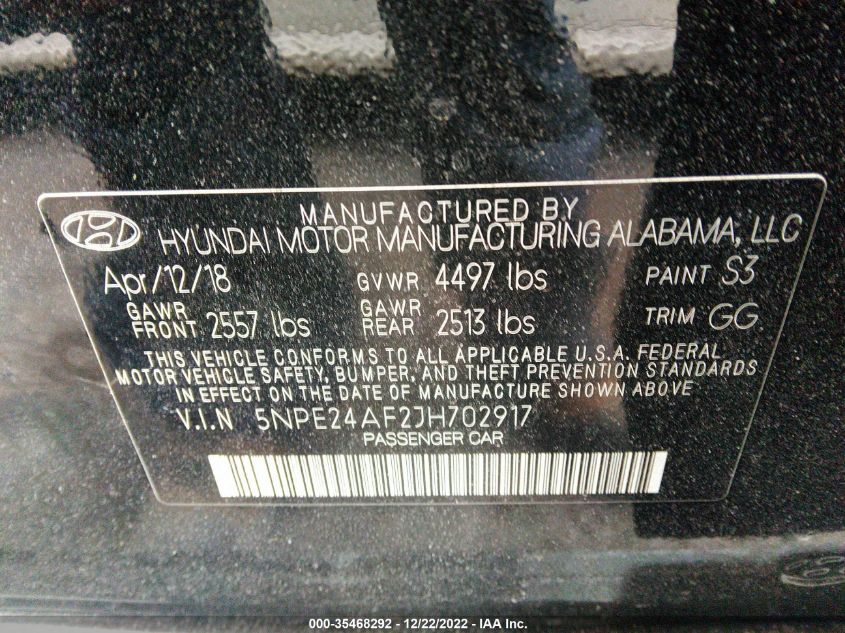 MANUFACTURED BY
HYUNDAI MOTOR MANUFACTURING ALABAMA, LLC
Apr/12/18 GVWR 4497 lbs PAINT S3
GAWR FRONT 2557 lbs GAWR REAR 2513 lbs TRIM GG
THIS VEHICLE CONFORMS TO ALL APPLICABLE U.S.A. FEDERAL
MOTOR VEHICLE SAFETY, BUMPER, AND THEFT PREVENTION STANDARDS
IN EFFECT ON THE DATE OF MANUFACTURE SHOWN ABOVE
V.I.N 5NPE24AF2JH702917
PASSENGER CAR
000-35468292 - 12/22/2022 - IAA Inc.